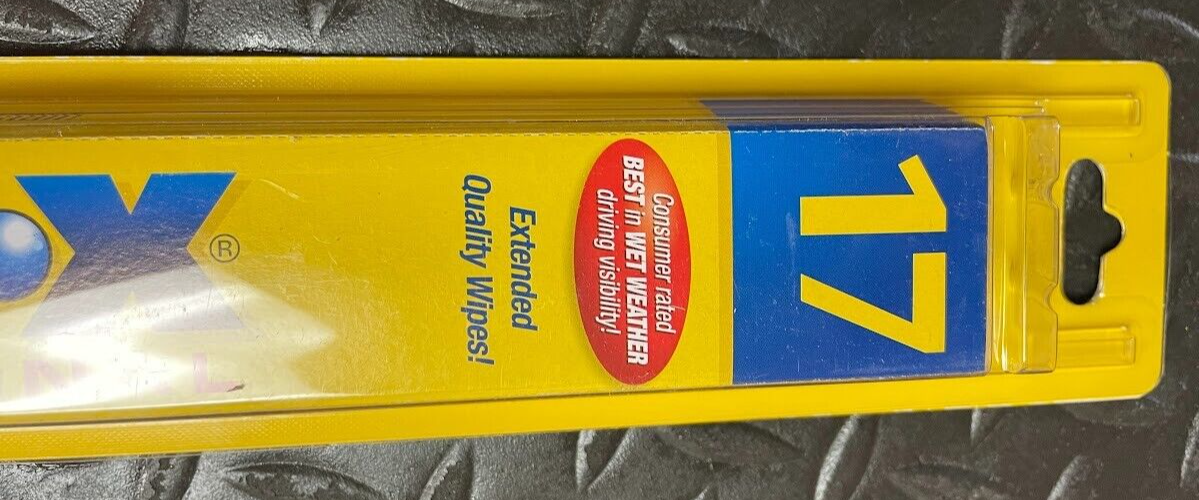 17
Consumer rated
BEST in WET WEATHER
driving visibility!
Extended
Quality Wipes!
X®